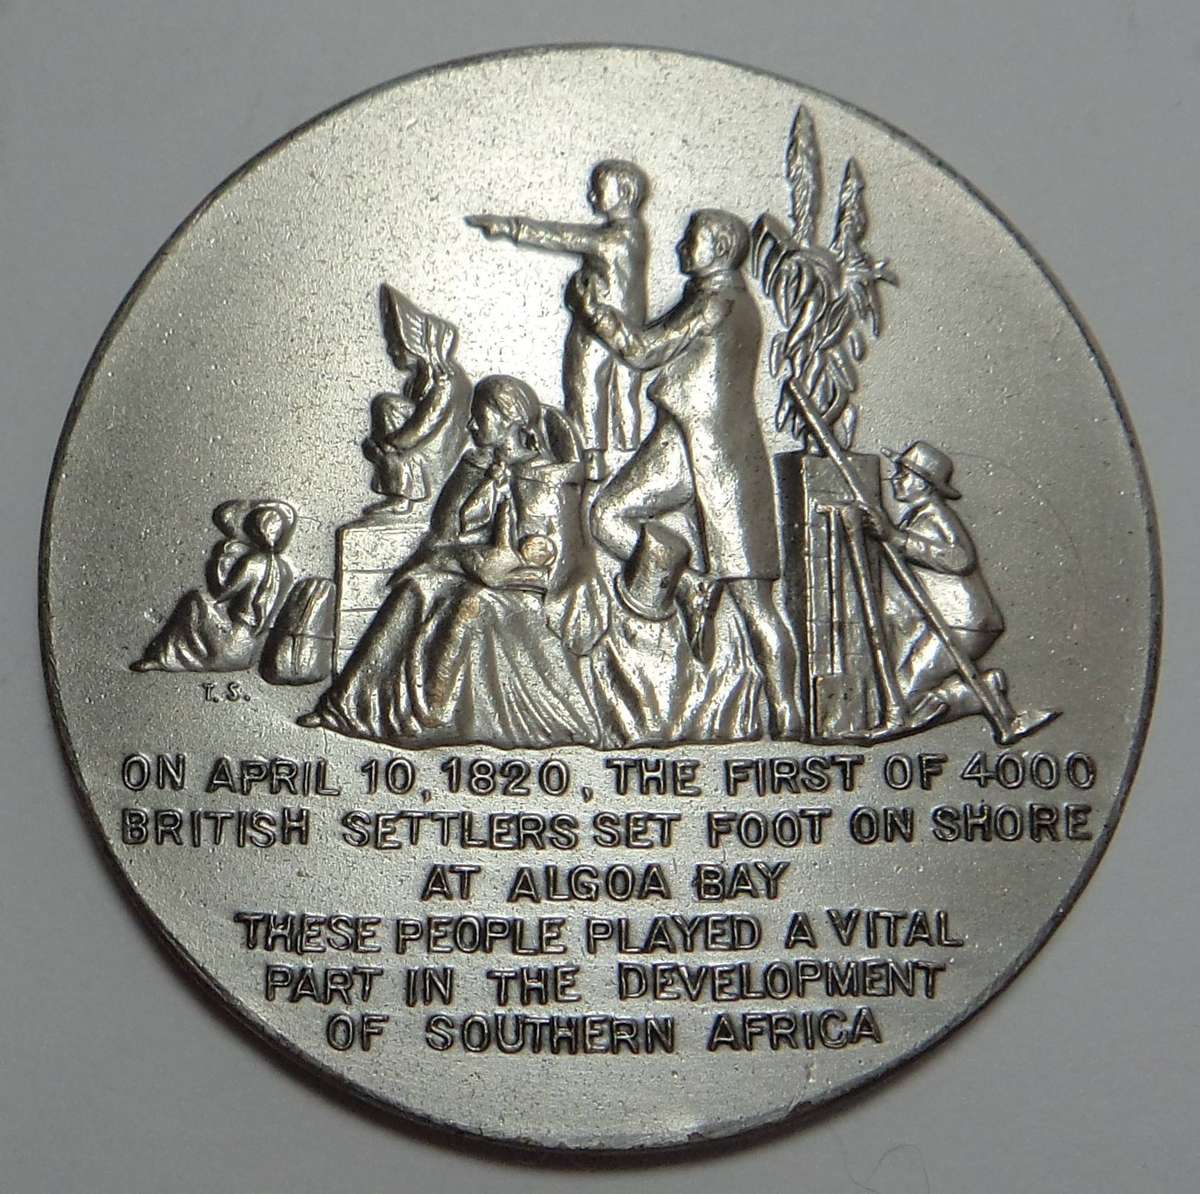 T. S.
ON APRIL 10, 1820, THE FIRST OF 4000
BRITISH SETTLERS SET FOOT ON SHORE
AT ALGOA BAY
THESE PEOPLE PLAYED A VITAL
PART IN THE DEVELOPMENT
OF SOUTHERN AFRICA